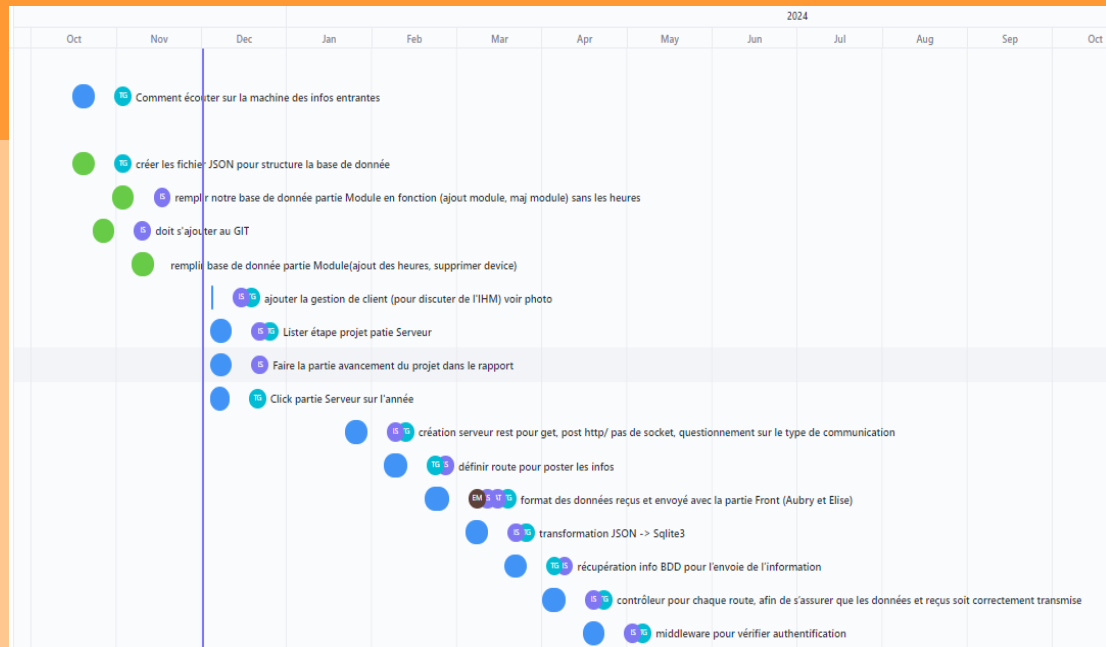 2024
Oct Nov Dec Jan Feb Mar Apr May Jun Jul Aug Sep Oct
TG Comment écouter sur la machine des infos entrantes
TG créer les fichier JSON pour structure la base de donnée
IS remplir notre base de donnée partie Module en fonction (ajout module, maj module) sans les heures
IS doit s'ajouter au GIT
remplir base de donnée partie Module(ajout des heures, supprimer device)
IS TG ajouter la gestion de client (pour discuter de l'IHM) voir photo
IS TG Lister étape projet patie Serveur
IS Faire la partie avancement du projet dans le rapport
TG Click partie Serveur sur l'année
IS TG création serveur rest pour get, post http/ pas de socket, questionnement sur le type de communication
TG IS définir route pour poster les infos
EM format des données reçus et envoyé avec la partie Front (Aubry et Elise)
IS TG transformation JSON -> Sqlite3
TG IS récupération info BDD pour l'envoie de l'information
IS TG contrôleur pour chaque route, afin de s'assurer que les données et reçus soit correctement transmise
IS TG middleware pour vérifier authentification